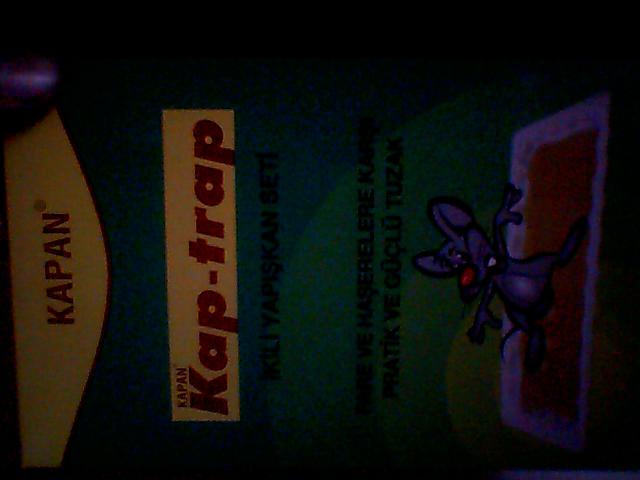 KAPAN®
KAPAN®
Kap-trap
İKİLİ YAPIŞKAN SETİ
FARE VE HAŞERELERE KARŞI
PRATİK VE GÜÇLÜ TUZAK